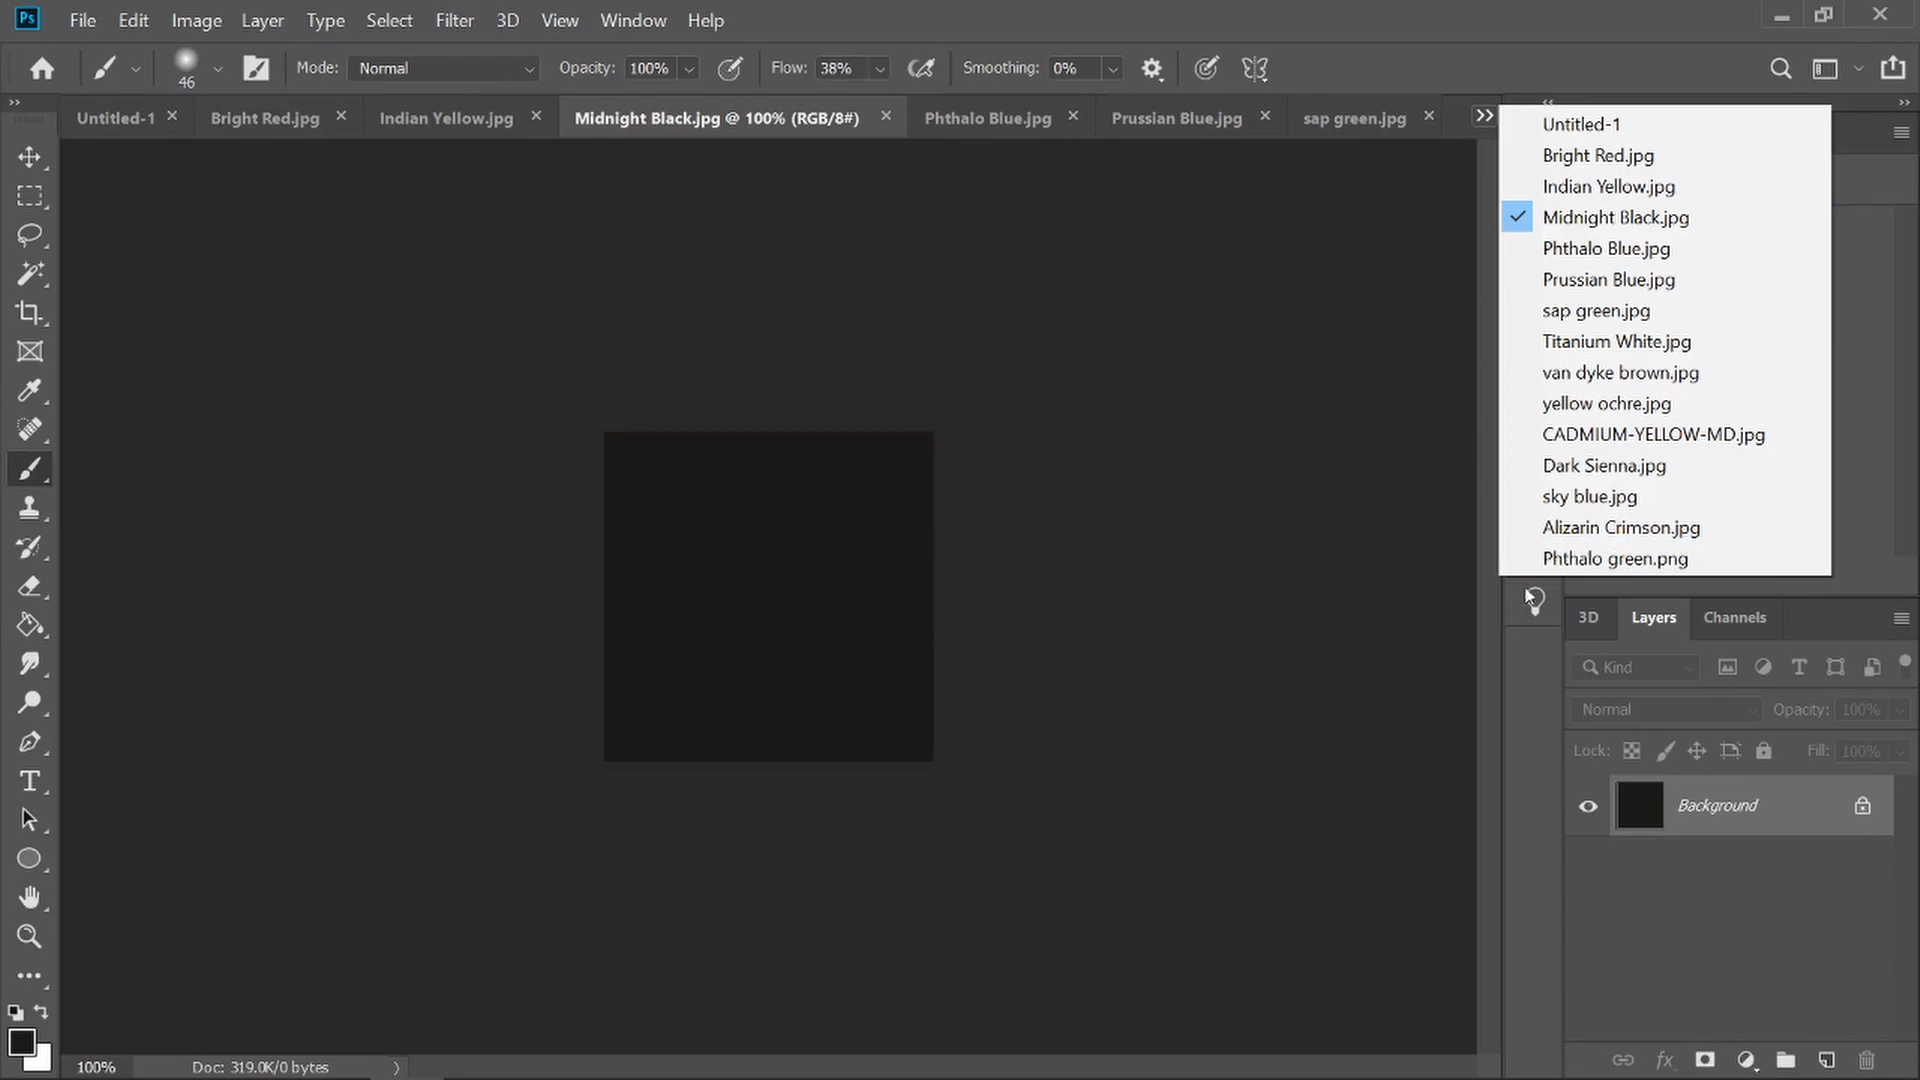 Ps File Edit Image Layer Type Select Filter 3D View Window Help
46 Mode: Normal Opacity: 100% Flow: 38% Smoothing: 0%
Untitled-1 Bright Red.jpg Indian Yellow.jpg Midnight Black.jpg @ 100% (RGB/8#) Phthalo Blue.jpg Prussian Blue.jpg sap green.jpg
Untitled-1
Bright Red.jpg
Indian Yellow.jpg
Midnight Black.jpg
Phthalo Blue.jpg
Prussian Blue.jpg
sap green.jpg
Titanium White.jpg
van dyke brown.jpg
yellow ochre.jpg
CADMIUM-YELLOW-MD.jpg
Dark Sienna.jpg
sky blue.jpg
Alizarin Crimson.jpg
Phthalo green.png
3D Layers Channels
Kind
Normal Opacity: 100%
Lock: Fill: 100%
Background
100% Doc: 319.0K/0 bytes